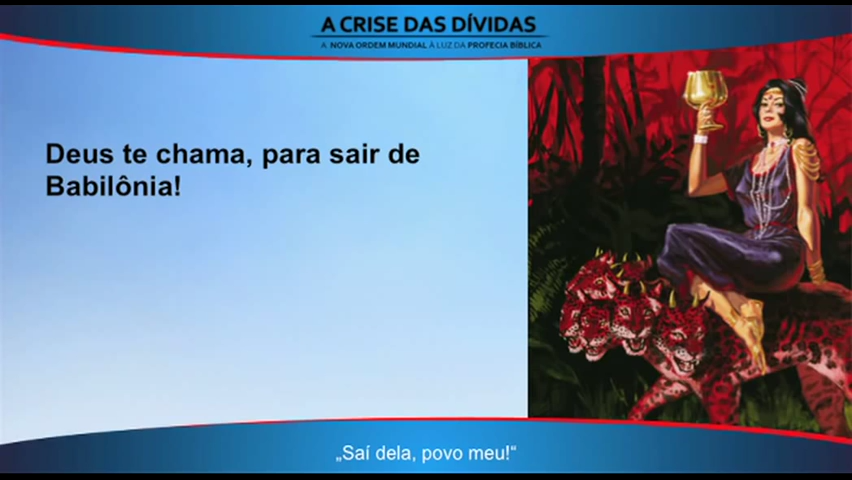 A CRISE DAS DÍVIDAS
A NOVA ORDEM MUNDIAL À LUZ DA PROFECIA BÍBLICA
Deus te chama, para sair de
Babilônia!
„Saí dela, povo meu!“